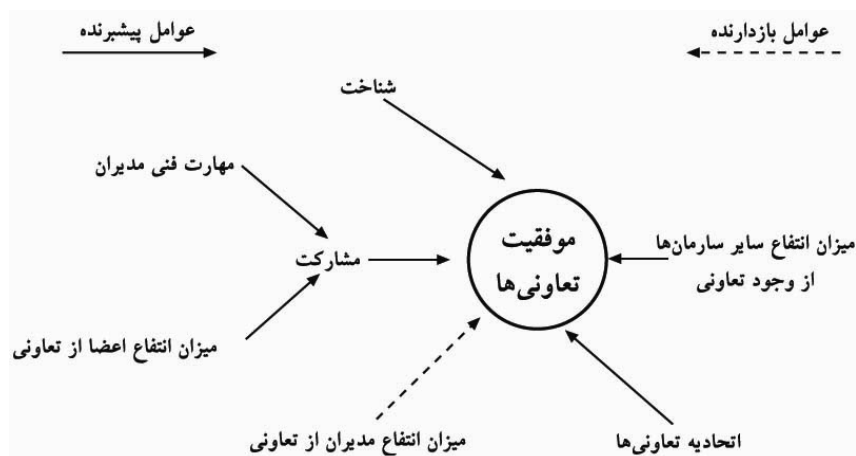 عوامل پیشبرنده
عوامل بازدارنده
شناخت
مهارت فنی مدیران
مشارکت
موفقیت
تعاونی‌ها
میزان انتفاع سایر سارمان‌ها
از وجود تعاونی
میزان انتفاع اعضا از تعاونی
میزان انتفاع مدیران از تعاونی
اتحادیه تعاونی‌ها